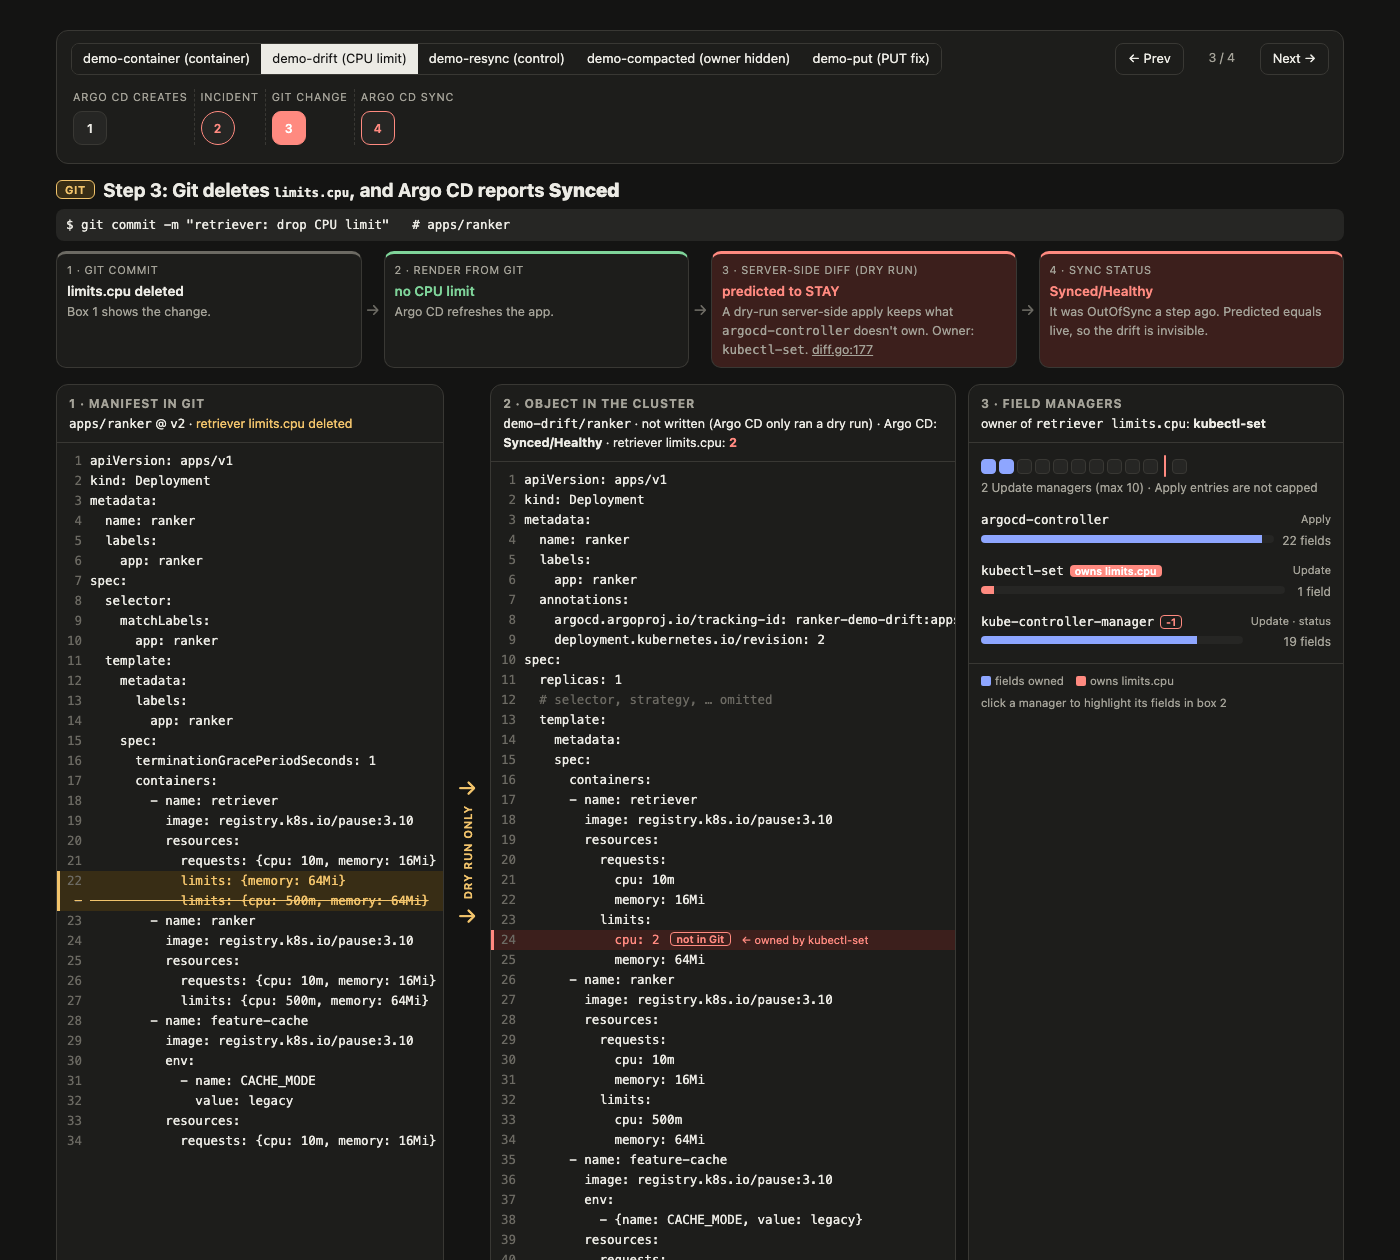 demo-container (container)
demo-drift (CPU limit)
demo-resync (control)
demo-compacted (owner hidden)
demo-put (PUT fix)
← Prev
3 / 4
Next →
ARGO CD CREATES
INCIDENT
GIT CHANGE
ARGO CD SYNC
1
2
3
4
GIT
Step 3: Git deletes limits.cpu, and Argo CD reports Synced
$ git commit -m "retriever: drop CPU limit"   # apps/ranker
1 · GIT COMMIT
limits.cpu deleted
Box 1 shows the change.
→
2 · RENDER FROM GIT
no CPU limit
Argo CD refreshes the app.
→
3 · SERVER-SIDE DIFF (DRY RUN)
predicted to STAY
A dry-run server-side apply keeps what
argocd-controller doesn't own. Owner:
kubectl-set. diff.go:177
→
4 · SYNC STATUS
Synced/Healthy
It was OutOfSync a step ago. Predicted equals
live, so the drift is invisible.
1 · MANIFEST IN GIT
apps/ranker @ v2 · retriever limits.cpu deleted
1 apiVersion: apps/v1
2 kind: Deployment
3 metadata:
4   name: ranker
5   labels:
6     app: ranker
7 spec:
8   selector:
9     matchLabels:
10       app: ranker
11   template:
12     metadata:
13       labels:
14         app: ranker
15     spec:
16       terminationGracePeriodSeconds: 1
17       containers:
18         - name: retriever
19           image: registry.k8s.io/pause:3.10
20           resources:
21             requests: {cpu: 10m, memory: 16Mi}
22             limits: {memory: 64Mi}
−             limits: {cpu: 500m, memory: 64Mi}
23         - name: ranker
24           image: registry.k8s.io/pause:3.10
25           resources:
26             requests: {cpu: 10m, memory: 16Mi}
27             limits: {cpu: 500m, memory: 64Mi}
28         - name: feature-cache
29           image: registry.k8s.io/pause:3.10
30           env:
31             - name: CACHE_MODE
32               value: legacy
33           resources:
34             requests: {cpu: 10m, memory: 16Mi}
→ DRY RUN ONLY →
2 · OBJECT IN THE CLUSTER
demo-drift/ranker · not written (Argo CD only ran a dry run) · Argo CD:
Synced/Healthy · retriever limits.cpu: 2
1 apiVersion: apps/v1
2 kind: Deployment
3 metadata:
4   name: ranker
5   labels:
6     app: ranker
7   annotations:
8     argocd.argoproj.io/tracking-id: ranker-demo-drift:app
9     deployment.kubernetes.io/revision: 2
10 spec:
11   replicas: 1
12   # selector, strategy, … omitted
13   template:
14     metadata:
15     spec:
16       containers:
17       - name: retriever
18         image: registry.k8s.io/pause:3.10
19         resources:
20           requests:
21             cpu: 10m
22             memory: 16Mi
23           limits:
24             cpu: 2 not in Git ← owned by kubectl-set
25             memory: 64Mi
26       - name: ranker
27         image: registry.k8s.io/pause:3.10
28         resources:
29           requests:
30             cpu: 10m
31             memory: 16Mi
32           limits:
33             cpu: 500m
34             memory: 64Mi
35       - name: feature-cache
36         image: registry.k8s.io/pause:3.10
37         env:
38           - {name: CACHE_MODE, value: legacy}
39         resources:
40           requests:
3 · FIELD MANAGERS
owner of retriever limits.cpu: kubectl-set
2 Update managers (max 10) · Apply entries are not capped
argocd-controller Apply
22 fields
kubectl-set owns limits.cpu Update
1 field
kube-controller-manager -1 Update · status
19 fields
fields owned
owns limits.cpu
click a manager to highlight its fields in box 2